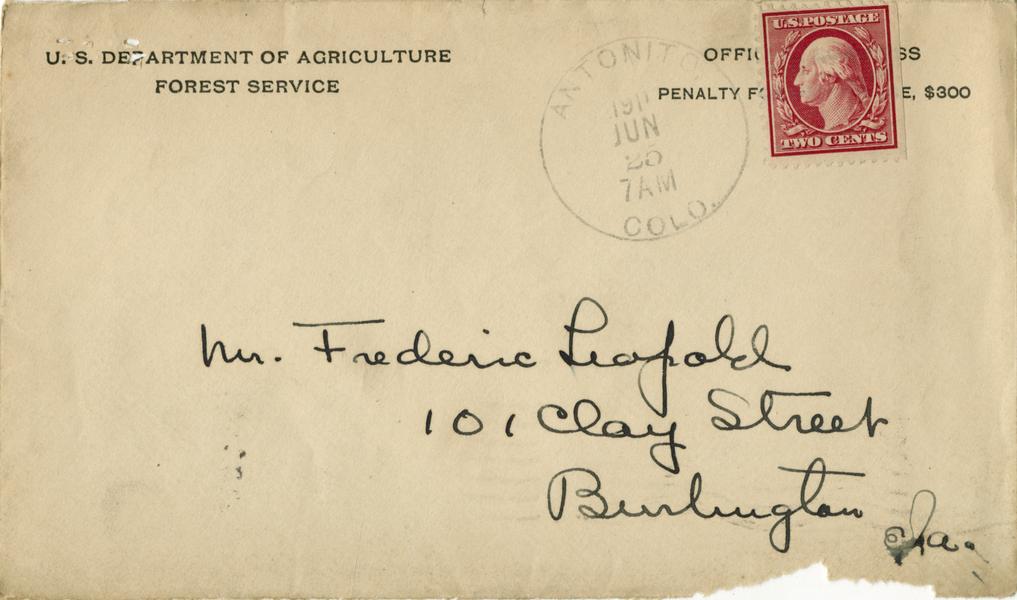 U. S. DEPARTMENT OF AGRICULTURE
FOREST SERVICE
OFFIC SS
PENALTY F E, $300
U.S. POSTAGE
TWO CENTS
ANTONITO
1911
JUN
25
7AM
COLO.
Mr. Frederic Leopold
101 Clay Street
Burlington
Ia.